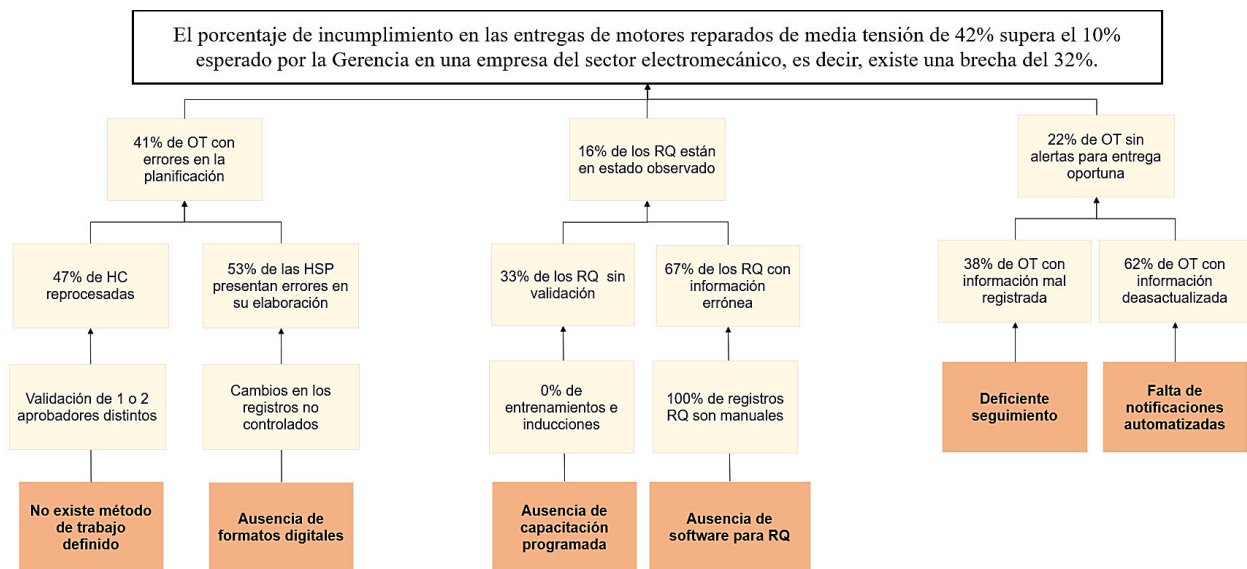 El porcentaje de incumplimiento en las entregas de motores reparados de media tensión de 42% supera el 10%
esperado por la Gerencia en una empresa del sector electromecánico, es decir, existe una brecha del 32%.
41% de OT con
errores en la
planificación
16% de los RQ están
en estado observado
22% de OT sin
alertas para entrega
oportuna
47% de HC
reprocesadas
53% de las HSP
presentan errores en
su elaboración
33% de los RQ sin
validación
67% de los RQ con
información
errónea
38% de OT con
información mal
registrada
62% de OT con
información
deasactualizada
Validación de 1 o 2
aprobadores distintos
Cambios en los
registros no
controlados
0% de
entrenamientos e
inducciones
100% de registros
RQ son manuales
Deficiente
seguimiento
Falta de
notificaciones
automatizadas
No existe método
de trabajo
definido
Ausencia de
formatos digitales
Ausencia de
capacitación
programada
Ausencia de
software para RQ